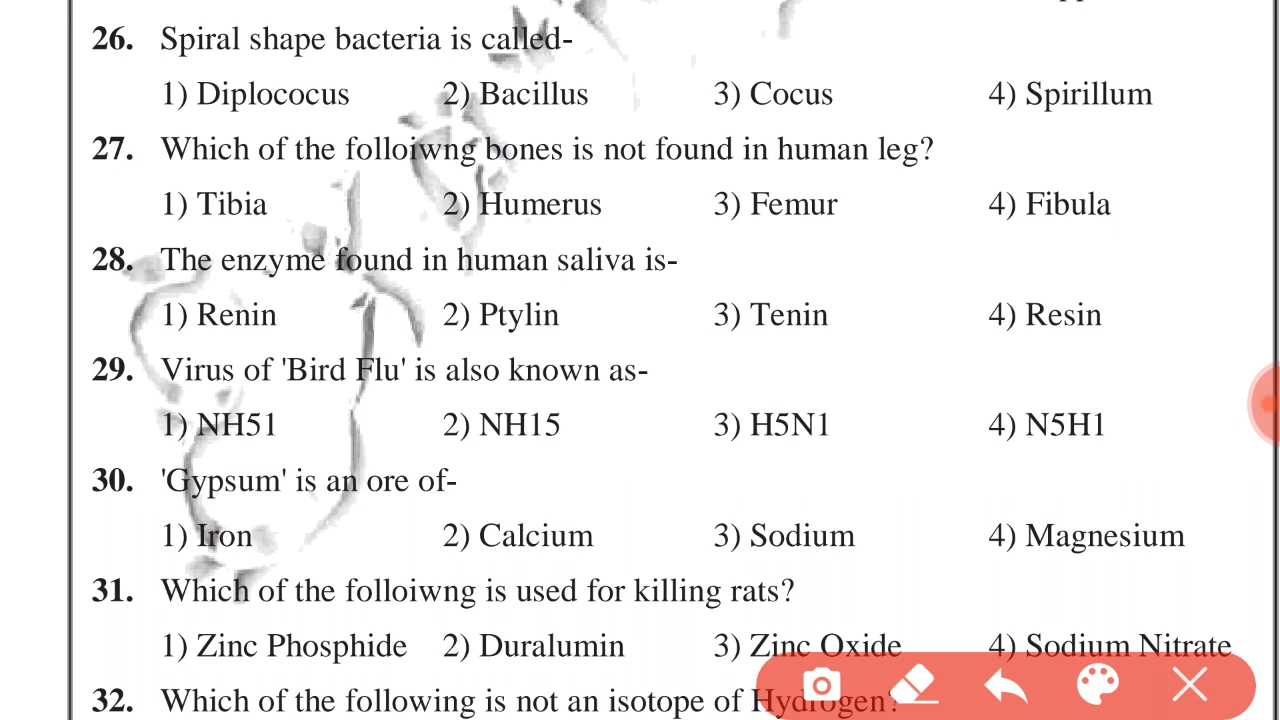 26. Spiral shape bacteria is called-
1) Diplococus 2) Bacillus 3) Cocus 4) Spirillum
27. Which of the folloiwng bones is not found in human leg?
1) Tibia 2) Humerus 3) Femur 4) Fibula
28. The enzyme found in human saliva is-
1) Renin 2) Ptylin 3) Tenin 4) Resin
29. Virus of 'Bird Flu' is also known as-
1) NH51 2) NH15 3) H5N1 4) N5H1
30. 'Gypsum' is an ore of-
1) Iron 2) Calcium 3) Sodium 4) Magnesium
31. Which of the folloiwng is used for killing rats?
1) Zinc Phosphide 2) Duralumin 3) Zinc Oxide 4) Sodium Nitrate
32. Which of the following is not an isotope of Hydrogen?